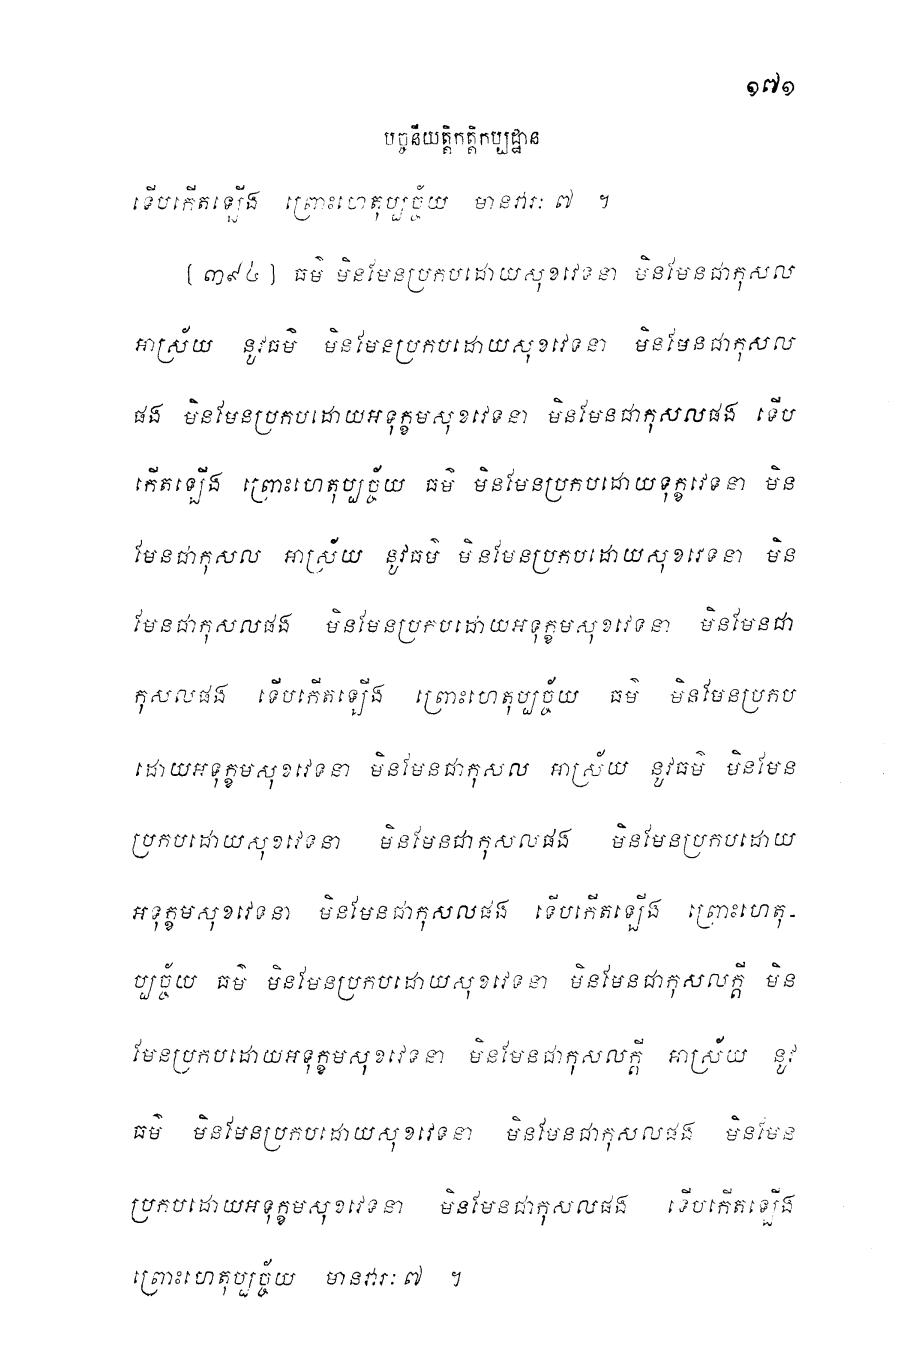 ១៧១
បច្ចនីយត្តិកត្តិកប្បដ្ឋាន
ទើបកើតឡើង ព្រោះហេតុប្បច្ច័យ មានវារៈ ៧ ។
[ ៣៩៤ ] ធម៌ មិនមែនប្រកបដោយសុខវេទនា មិនមែនជាកុសល
អាស្រ័យ នូវធម៌ មិនមែនប្រកបដោយសុខវេទនា មិនមែនជាកុសល
ផង មិនមែនប្រកបដោយអទុក្ខមសុខវេទនា មិនមែនជាកុសលផង ទើប
កើតឡើង ព្រោះហេតុប្បច្ច័យ ធម៌ មិនមែនប្រកបដោយទុក្ខវេទនា មិន
មែនជាកុសល អាស្រ័យ នូវធម៌ មិនមែនប្រកបដោយសុខវេទនា មិន
មែនជាកុសលផង មិនមែនប្រកបដោយអទុក្ខមសុខវេទនា មិនមែនជា
កុសលផង ទើបកើតឡើង ព្រោះហេតុប្បច្ច័យ ធម៌ មិនមែនប្រកប
ដោយអទុក្ខមសុខវេទនា មិនមែនជាកុសល អាស្រ័យ នូវធម៌ មិនមែន
ប្រកបដោយសុខវេទនា មិនមែនជាកុសលផង មិនមែនប្រកបដោយ
អទុក្ខមសុខវេទនា មិនមែនជាកុសលផង ទើបកើតឡើង ព្រោះហេតុ-
ប្បច្ច័យ ធម៌ មិនមែនប្រកបដោយសុខវេទនា មិនមែនជាកុសលក្តី មិន
មែនប្រកបដោយអទុក្ខមសុខវេទនា មិនមែនជាកុសលក្តី អាស្រ័យ នូវ
ធម៌ មិនមែនប្រកបដោយសុខវេទនា មិនមែនជាកុសលផង មិនមែន
ប្រកបដោយអទុក្ខមសុខវេទនា មិនមែនជាកុសលផង ទើបកើតឡើង
ព្រោះហេតុប្បច្ច័យ មានវារៈ ៧ ។